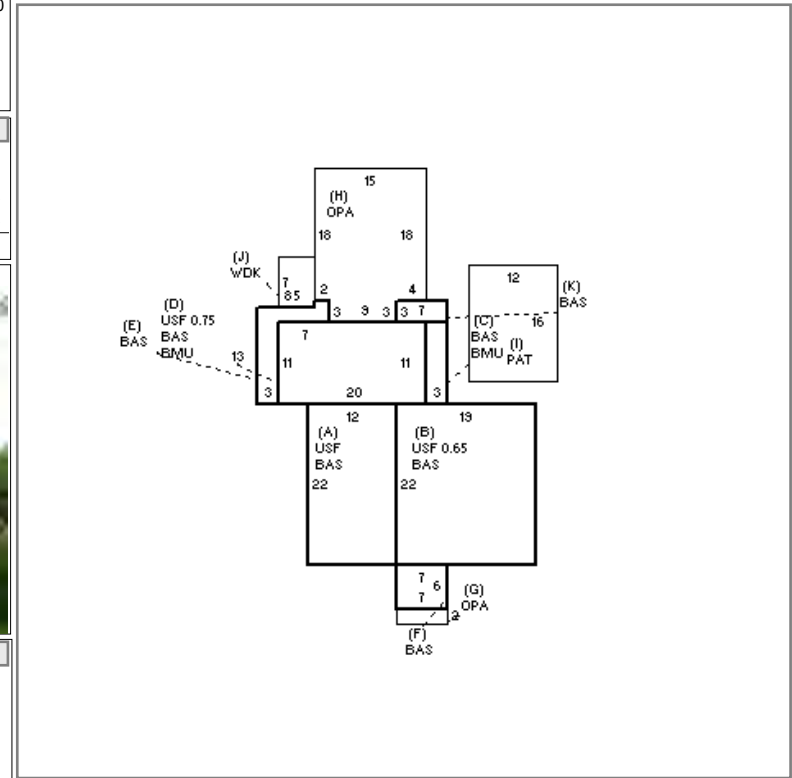 15
(H)
OPA
18 18
(J)
WDK
7
8 5
2
4
12
(K)
BAS
16
3 9 3 3 7
(D)
USF 0.75
BAS
BMU
(E)
BAS
(C)
BAS
BMU
(I)
PAT
13
7
11 11
3 20 3
12 19
(A)
USF
BAS
(B)
USF 0.65
BAS
22 22
7
6
7
(G)
OPA
2
(F)
BAS